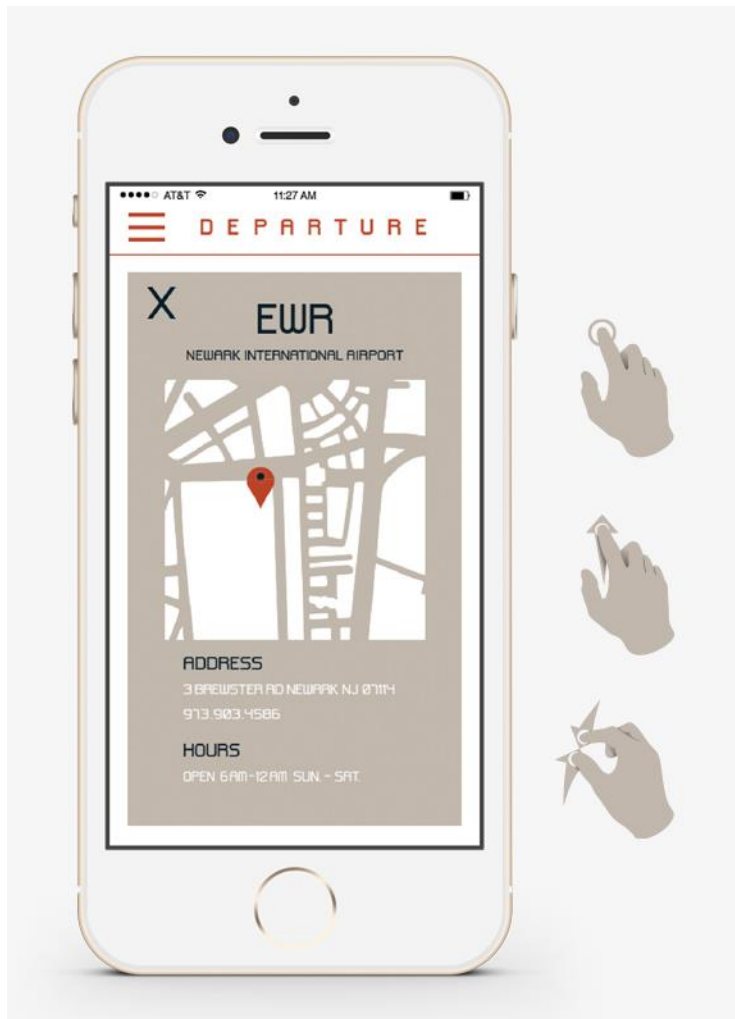 AT&T 11:27 AM
DEPARTURE
X
EWR
NEWARK INTERNATIONAL AIRPORT
ADDRESS
3 BREWSTER RD NEWARK NJ 07114
973.903.4586
HOURS
OPEN 6AM-12AM SUN. - SAT.